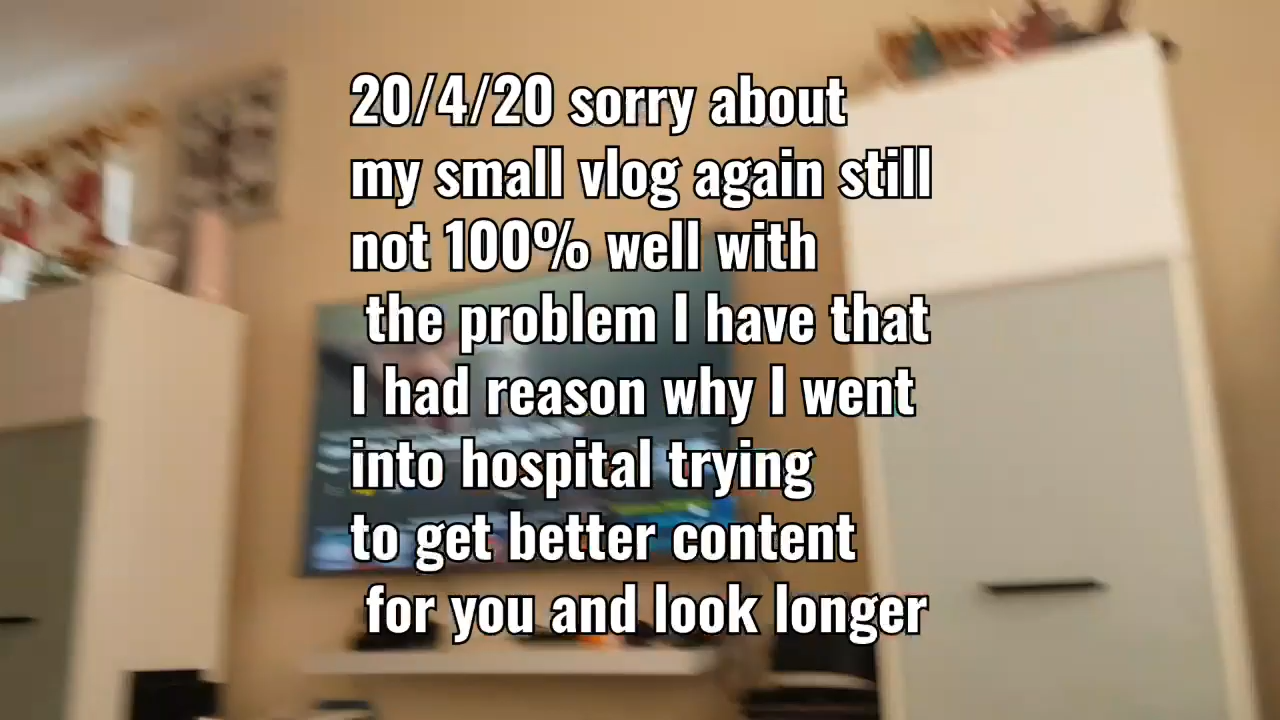 20/4/20 sorry about
my small vlog again still
not 100% well with
the problem I have that
I had reason why I went
into hospital trying
to get better content
for you and look longer